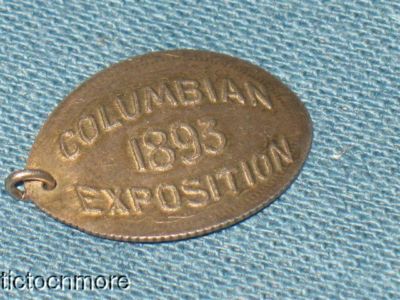 COLUMBIAN
1893
EXPOSITION
tictocnmore